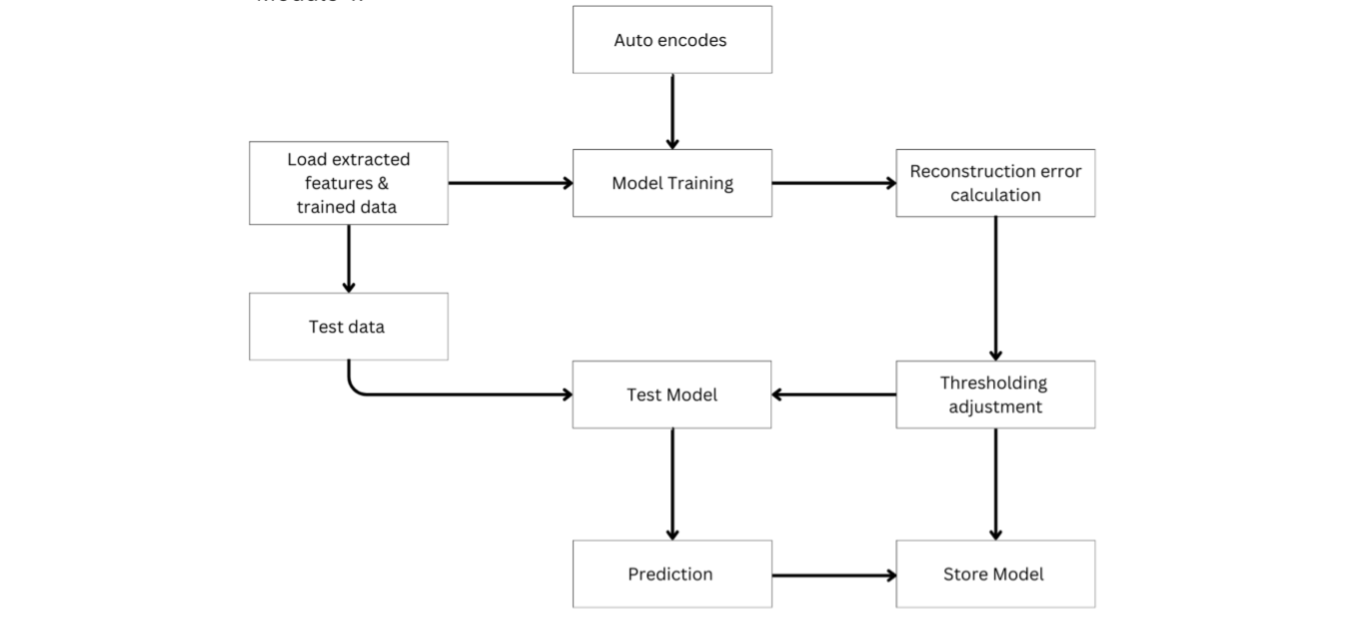 Auto encodes
Load extracted
features &
trained data
Model Training
Reconstruction error
calculation
Test data
Test Model
Thresholding
adjustment
Prediction
Store Model